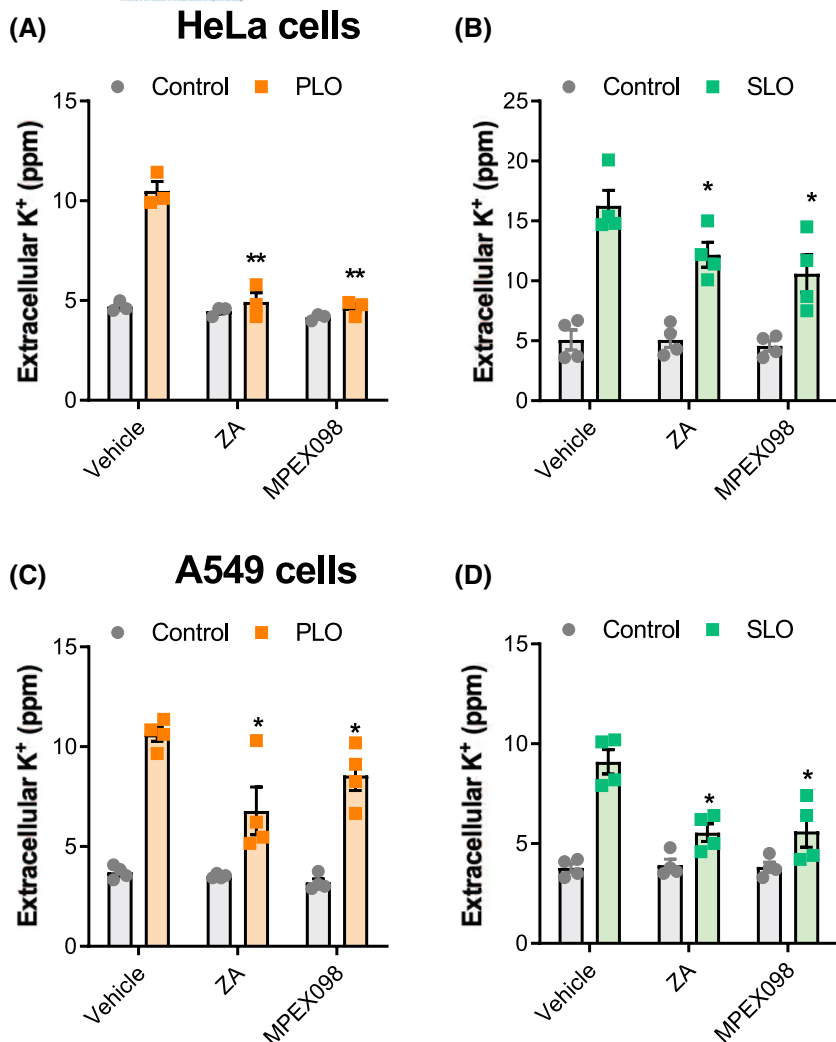 (A) HeLa cells (B)
Control PLO
Control SLO
Extracellular K⁺ (ppm)
15
10
5
0
** **
Vehicle ZA MPEX098
Extracellular K⁺ (ppm)
25
20
15
10
5
0
* *
Vehicle ZA MPEX098
(C) A549 cells (D)
Control PLO
Control SLO
Extracellular K⁺ (ppm)
15
10
5
0
* *
Vehicle ZA MPEX098
Extracellular K⁺ (ppm)
15
10
5
0
* *
Vehicle ZA MPEX098